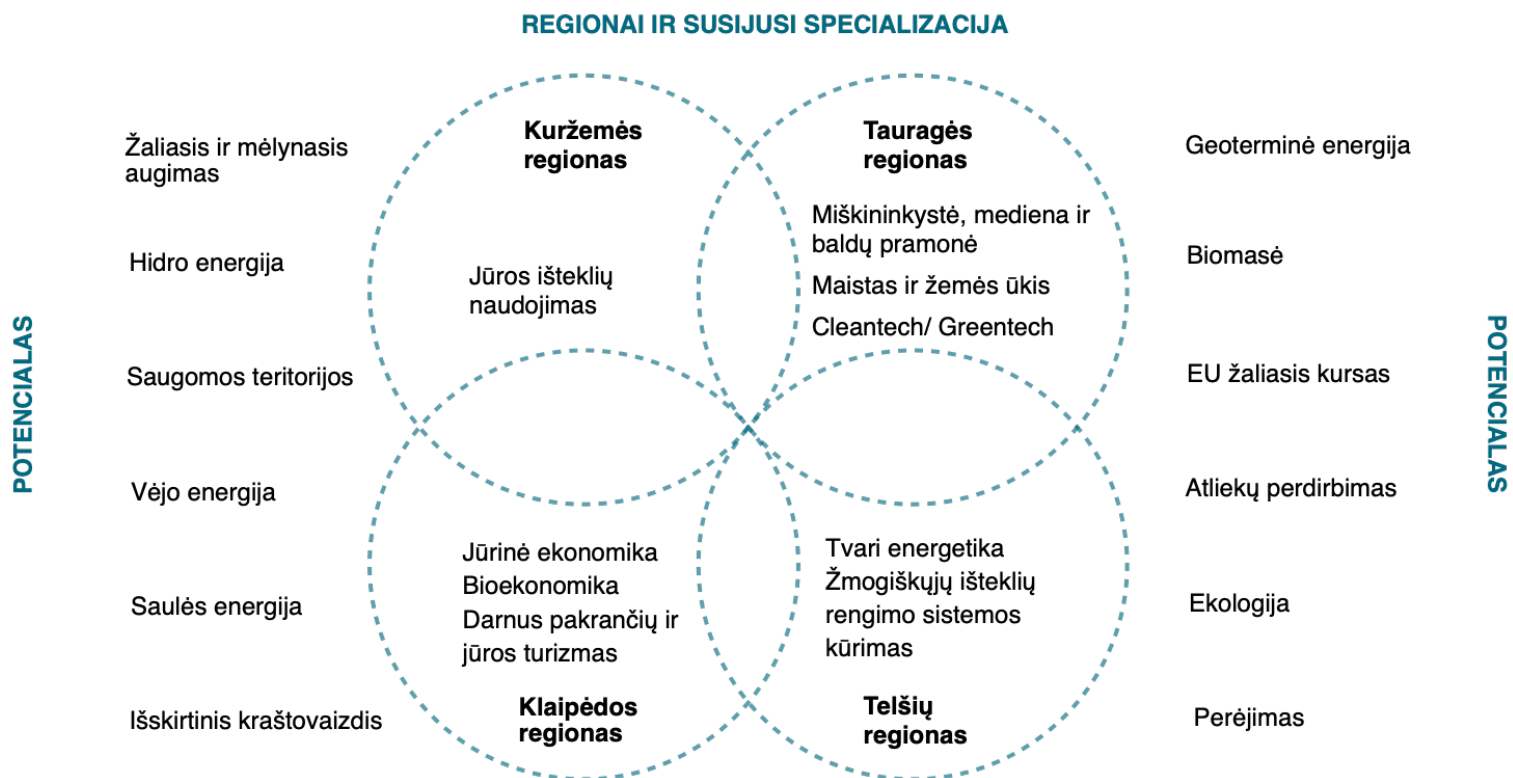 REGIONAI IR SUSIJUSI SPECIALIZACIJA
POTENCIALAS
Žaliasis ir mėlynasis
augimas
Hidro energija
Saugomos teritorijos
Vėjo energija
Saulės energija
Išskirtinis kraštovaizdis
Kuržemės
regionas
Jūros išteklių
naudojimas
Tauragės
regionas
Miškininkystė, mediena ir
baldų pramonė
Maistas ir žemės ūkis
Cleantech/ Greentech
Jūrinė ekonomika
Bioekonomika
Darnus pakrančių ir
jūros turizmas
Klaipėdos
regionas
Tvari energetika
Žmogiškųjų išteklių
rengimo sistemos
kūrimas
Telšių
regionas
Geoterminė energija
Biomasė
EU žaliasis kursas
Atliekų perdirbimas
Ekologija
Perėjimas
POTENCIALAS